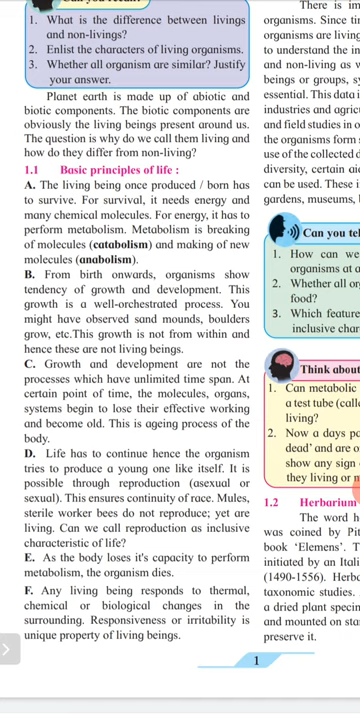 1. What is the difference between livings
and non-livings?
2. Enlist the characters of living organisms.
3. Whether all organism are similar? Justify
your answer.
Planet earth is made up of abiotic and
biotic components. The biotic components are
obviously the living beings present around us.
The question is why do we call them living and
how do they differ from non-living?
1.1 Basic principles of life :
A. The living being once produced / born has
to survive. For survival, it needs energy and
many chemical molecules. For energy, it has to
perform metabolism. Metabolism is breaking
of molecules (catabolism) and making of new
molecules (anabolism).
B. From birth onwards, organisms show
tendency of growth and development. This
growth is a well-orchestrated process. You
might have observed sand mounds, boulders
grow, etc.This growth is not from within and
hence these are not living beings.
C. Growth and development are not the
processes which have unlimited time span. At
certain point of time, the molecules, organs,
systems begin to lose their effective working
and become old. This is ageing process of the
body.
D. Life has to continue hence the organism
tries to produce a young one like itself. It is
possible through reproduction (asexual or
sexual). This ensures continuity of race. Mules,
sterile worker bees do not reproduce; yet are
living. Can we call reproduction as inclusive
characteristic of life?
E. As the body loses it's capacity to perform
metabolism, the organism dies.
F. Any living being responds to thermal,
chemical or biological changes in the
surrounding. Responsiveness or irritability is
unique property of living beings.
There is im
organisms. Since
organisms are living
to understand the in
and non-living as
beings or groups,
essential. This data i
industries and agric
and field studies in o
the organisms form
use of the collected d
diversity, certain
can be used. These i
gardens, museums,
Can you tel
1. How can we
organisms at a
2. Whether all or
food?
3. Which feature
inclusive char
Think about
1. Can metabolic
a test tube (call
living?
2. Now a days
dead' and are o
show any sign
they living or
1.2 Herbarium
The word h
was coined by Pit
book 'Elemens'. T
initiated by an Itali
(1490-1556). Herb
taxonomic studies.
a dried plant specin
and mounted on
preserve it.
1